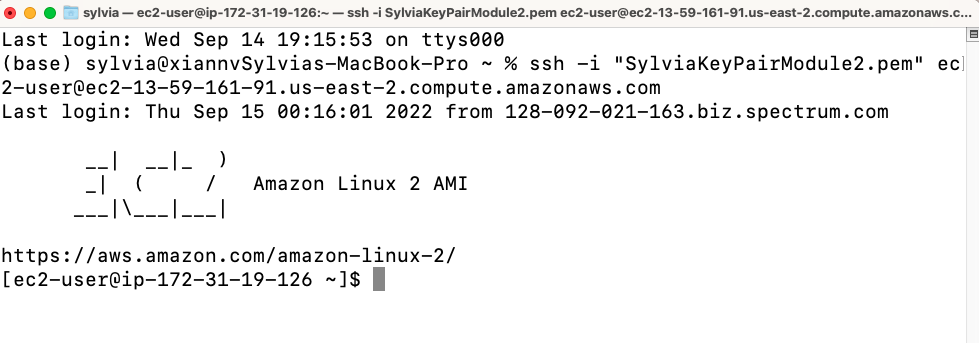 sylvia — ec2-user@ip-172-31-19-126:~ — ssh -i SylviaKeyPairModule2.pem ec2-user@ec2-13-59-161-91.us-east-2.compute.amazonaws.c...
Last login: Wed Sep 14 19:15:53 on ttys000
(base) sylvia@xiannvSylvias-MacBook-Pro ~ % ssh -i "SylviaKeyPairModule2.pem" ec
2-user@ec2-13-59-161-91.us-east-2.compute.amazonaws.com
Last login: Thu Sep 15 00:16:01 2022 from 128-092-021-163.biz.spectrum.com
       __|  __|_  )
       _|  (     /   Amazon Linux 2 AMI
      ___|\___|___|
https://aws.amazon.com/amazon-linux-2/
[ec2-user@ip-172-31-19-126 ~]$